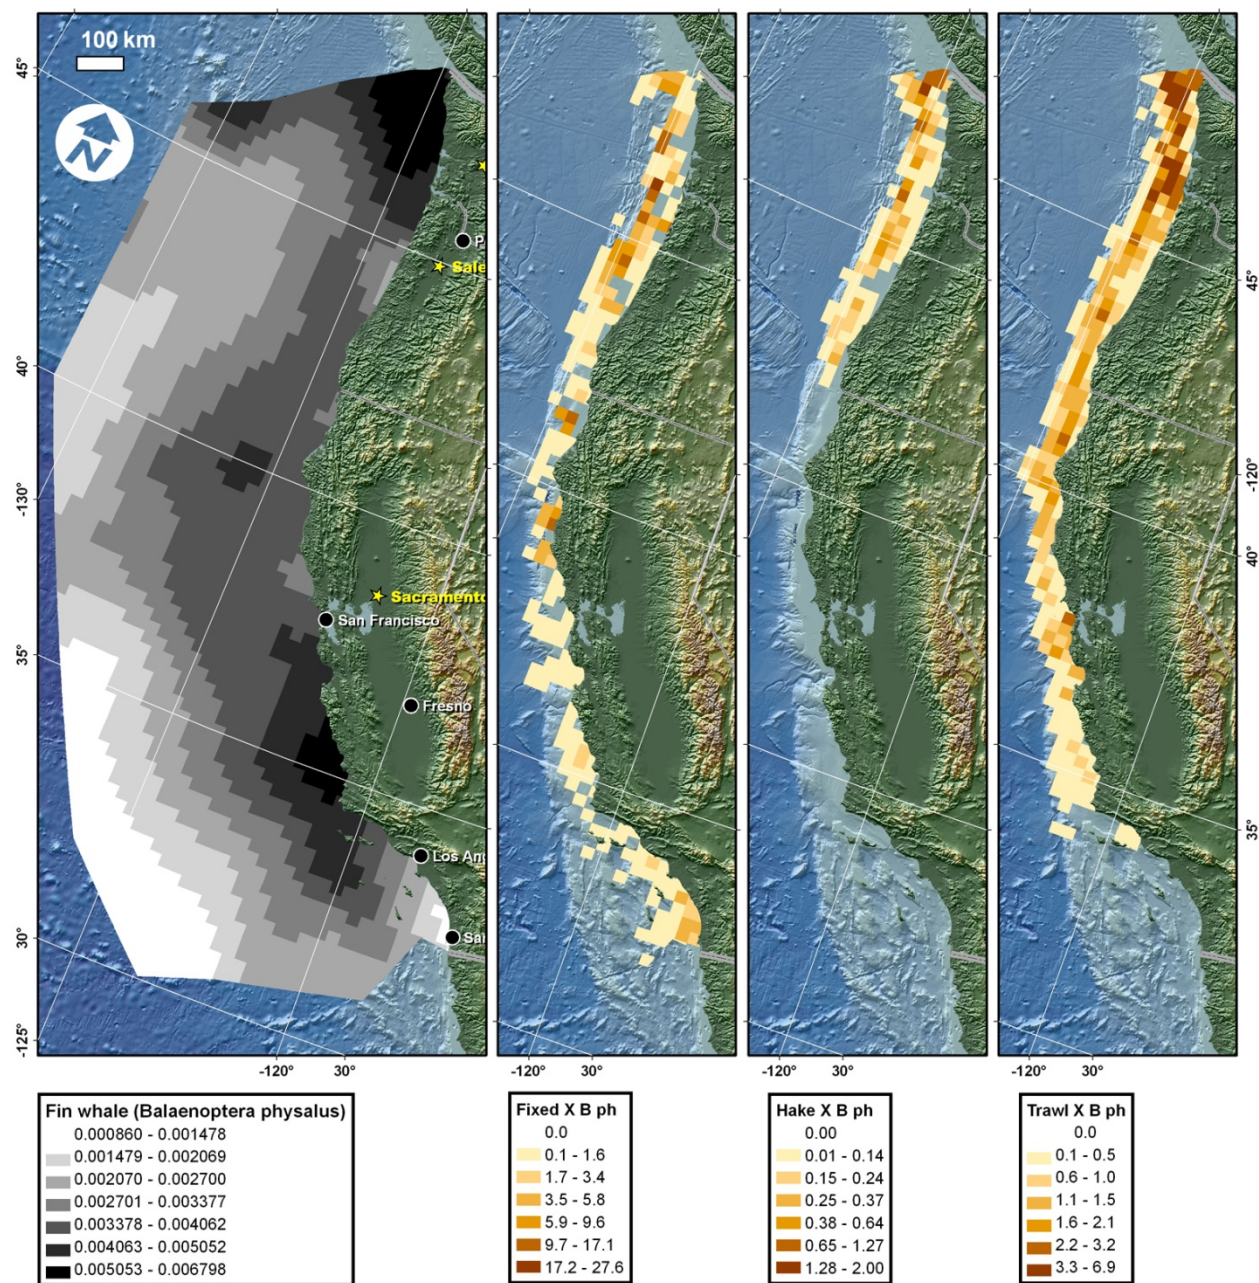 100 km
N
45°
40°
-130°
35°
30°
-125°
-120°
30°
P
Sale
Sacramento
San Francisco
Fresno
Los Ang
San
-120°
30°
-120°
30°
-120°
30°
45°
-120°
40°
35°
Fin whale (Balaenoptera physalus)
0.000860 - 0.001478
0.001479 - 0.002069
0.002070 - 0.002700
0.002701 - 0.003377
0.003378 - 0.004062
0.004063 - 0.005052
0.005053 - 0.006798
Fixed X B ph
0.0
0.1 - 1.6
1.7 - 3.4
3.5 - 5.8
5.9 - 9.6
9.7 - 17.1
17.2 - 27.6
Hake X B ph
0.00
0.01 - 0.14
0.15 - 0.24
0.25 - 0.37
0.38 - 0.64
0.65 - 1.27
1.28 - 2.00
Trawl X B ph
0.0
0.1 - 0.5
0.6 - 1.0
1.1 - 1.5
1.6 - 2.1
2.2 - 3.2
3.3 - 6.9